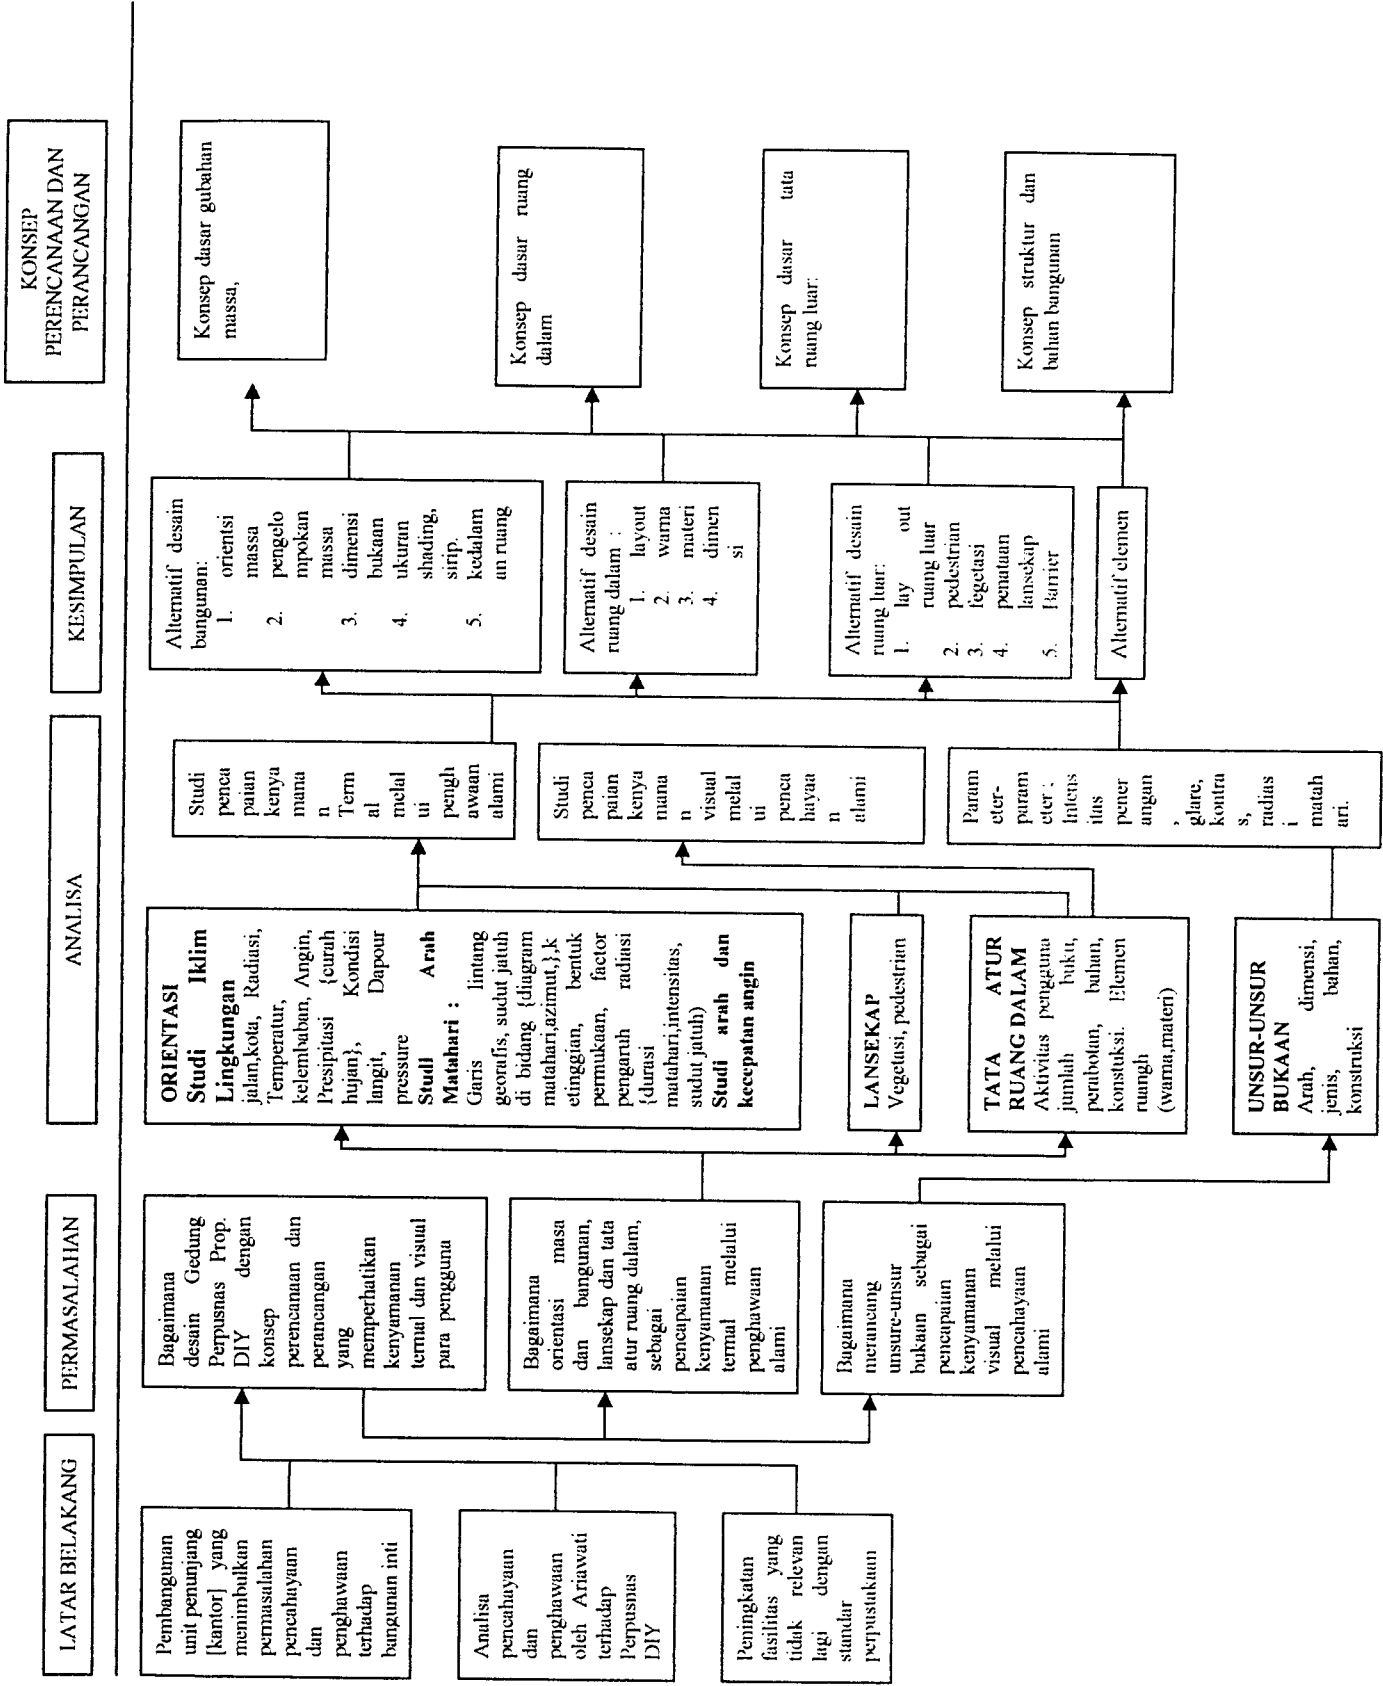 LATAR BELAKANG
PERMASALAHAN
ANALISA
KESIMPULAN
KONSEP
PERENCANAAN DAN
PERANCANGAN
Pembangunan
unit penunjang
[kantor] yang
menimbulkan
permasalahan
pencahayaan
dan
penghawaan
terhadap
bangunan inti
Analisa
pencahayaan
dan
penghawaan
oleh Ariawati
terhadap
Perpusnas
DIY
Peningkatan
fasilitas yang
tidak relevan
lagi dengan
standar
perpustakaan
Bagaimana
desain Gedung
Perpusnas Prop.
DIY dengan
konsep
perencanaan dan
perancangan
yang
memperhatikan
kenyamanan
termal dan visual
para pengguna
Bagaimana
orientasi masa
dan bangunan,
lansekap dan tata
atur ruang dalam,
sebagai
pencapaian
kenyamanan
termal melalui
penghawaan
alami
Bagaimana
merancang
unsure-unsur
bukaan sebagai
pencapaian
kenyamanan
visual melalui
pencahayaan
alami
ORIENTASI
Studi Iklim
Lingkungan
jalan,kota, Radiasi,
Temperatur,
kelembaban, Angin,
Presipitasi {curah
hujan}, Kondisi
langit, Dapour
pressure
Studi Arah
Matahari :
Garis lintang
georafis, sudut jatuh
di bidang {diagram
matahari,azimut,},k
etinggian, bentuk
permukaan, factor
pengaruh radiasi
{durasi
matahari,intensitas,
sudut jatuh)
Studi arah dan
kecepatan angin
LANSEKAP
Vegetasi, pedestrian
TATA ATUR
RUANG DALAM
Aktivitas pengguna
jumlah buku,
perabotan, bahan,
konstuksi. Elemen
ruangh
(warna,materi)
UNSUR-UNSUR
BUKAAN
Arah, dimensi,
jenis, bahan,
konstruksi
Studi
penca
paian
kenya
mana
n
Term
al
melal
ui
pengh
awaan
alami
Studi
penca
paian
kenya
mana
n
visual
melal
ui
penca
hayaa
n
alami
Param
eter-
param
eter :
Intens
itas
pener
angan
,
glare,
kontra
s,
radias
i
matah
ari.
Alternatif desain
bangunan:
1. orientsi
massa
2. pengelo
mpokan
massa
3. dimensi
bukaan
4. ukuran
shading,
sirip.
5. kedalam
an ruang
Alternatif desain
ruang dalam :
1. layout
2. warna
3. materi
4. dimen
si
Alternatif desain
ruang luar:
1. lay out
ruang luar
2. pedestrian
3. fegetasi
4. penataan
lansekap
5. Barrier
Alternatif elemen
Konsep dasar gubahan
massa,
Konsep dasar ruang
dalam
Konsep dasar tata
ruang luar:
Konsep struktur dan
bahan bangunan